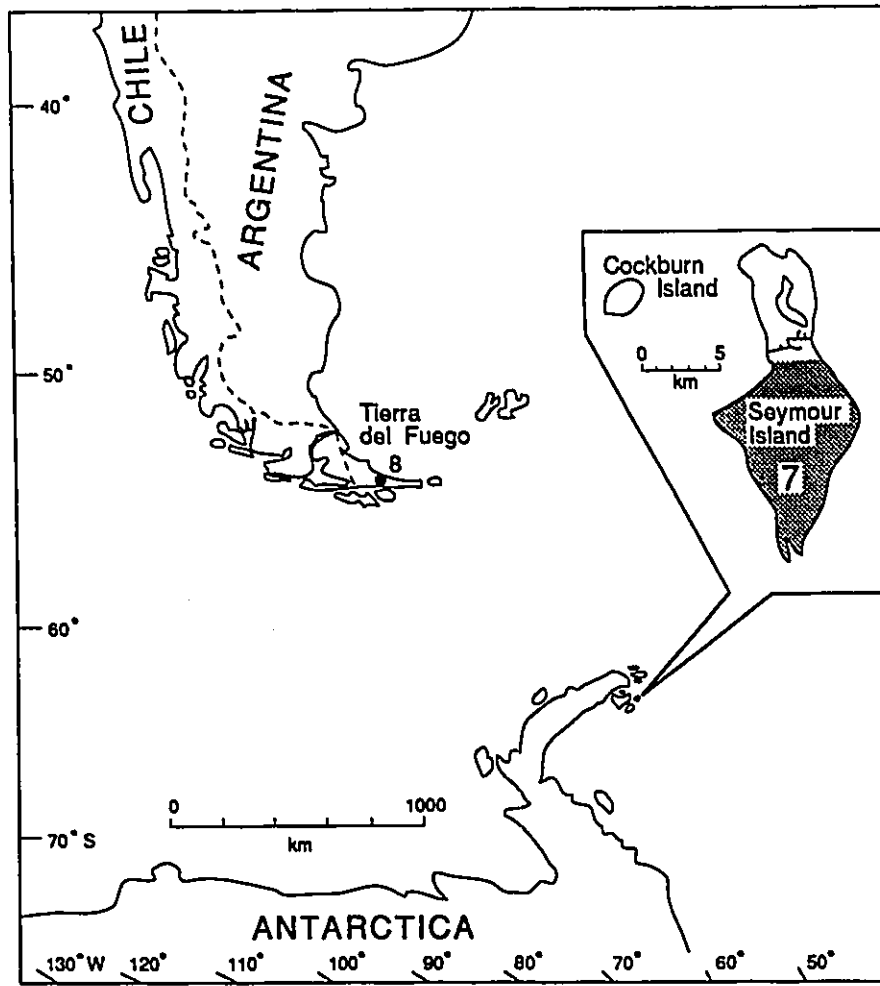 CHILE
ARGENTINA
40°
50°
60°
70° S
Tierra
del Fuego
8
Cockburn
Island
0 5
km
Seymour
Island
7
0 1000
km
ANTARCTICA
130° W 120° 110° 100° 90° 80° 70° 60° 50°